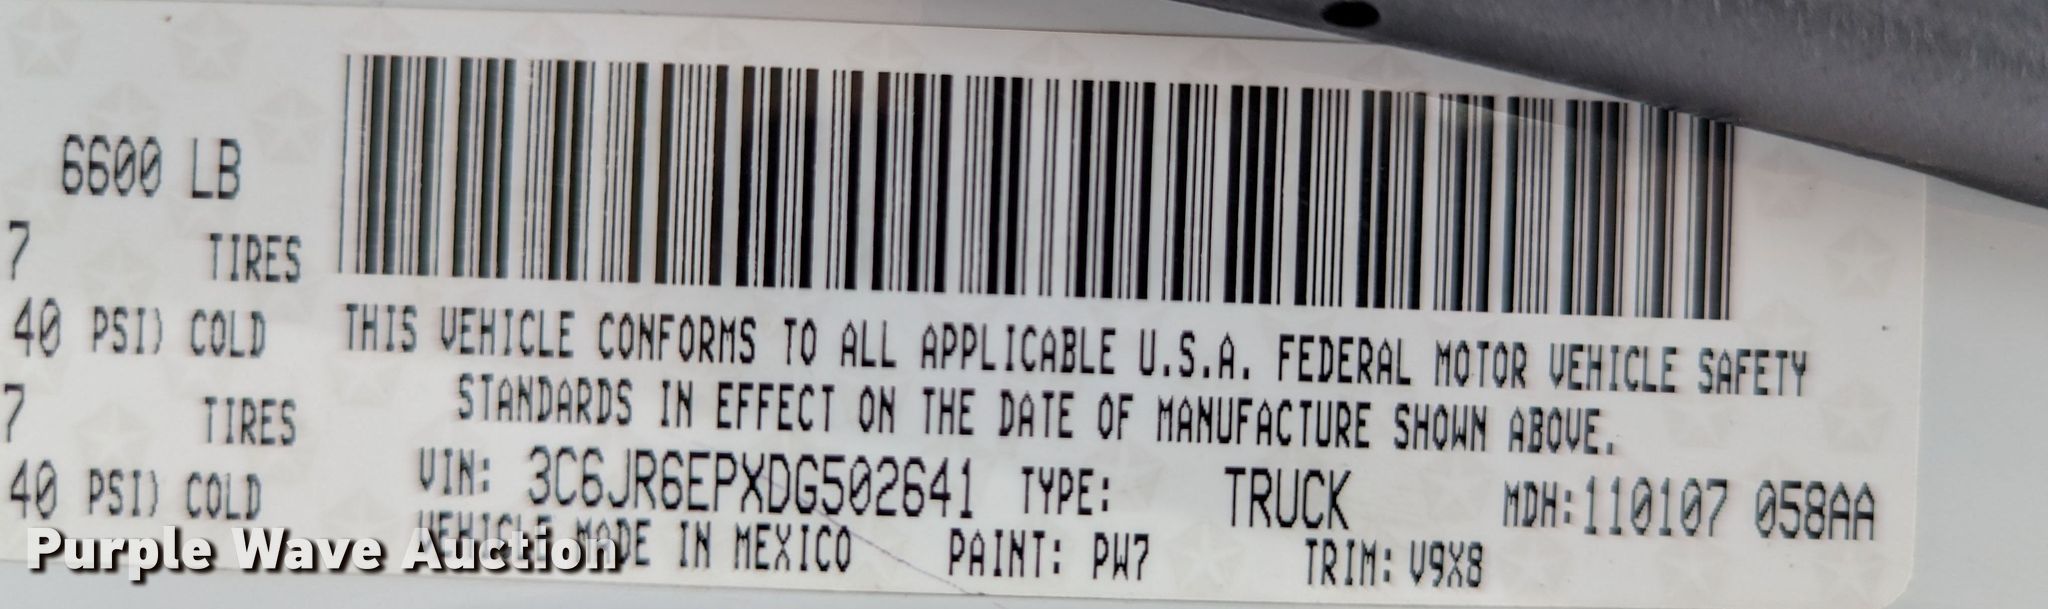 6600 LB
7 TIRES
40 PSI) COLD
7 TIRES
40 PSI) COLD
THIS VEHICLE CONFORMS TO ALL APPLICABLE U.S.A. FEDERAL MOTOR VEHICLE SAFETY
STANDARDS IN EFFECT ON THE DATE OF MANUFACTURE SHOWN ABOVE.
VIN: 3C6JR6EPXDG502641 TYPE: TRUCK MDH:110107 058AA
VEHICLE MADE IN MEXICO PAINT: PW7 TRIM: V9X8
Purple Wave Auction